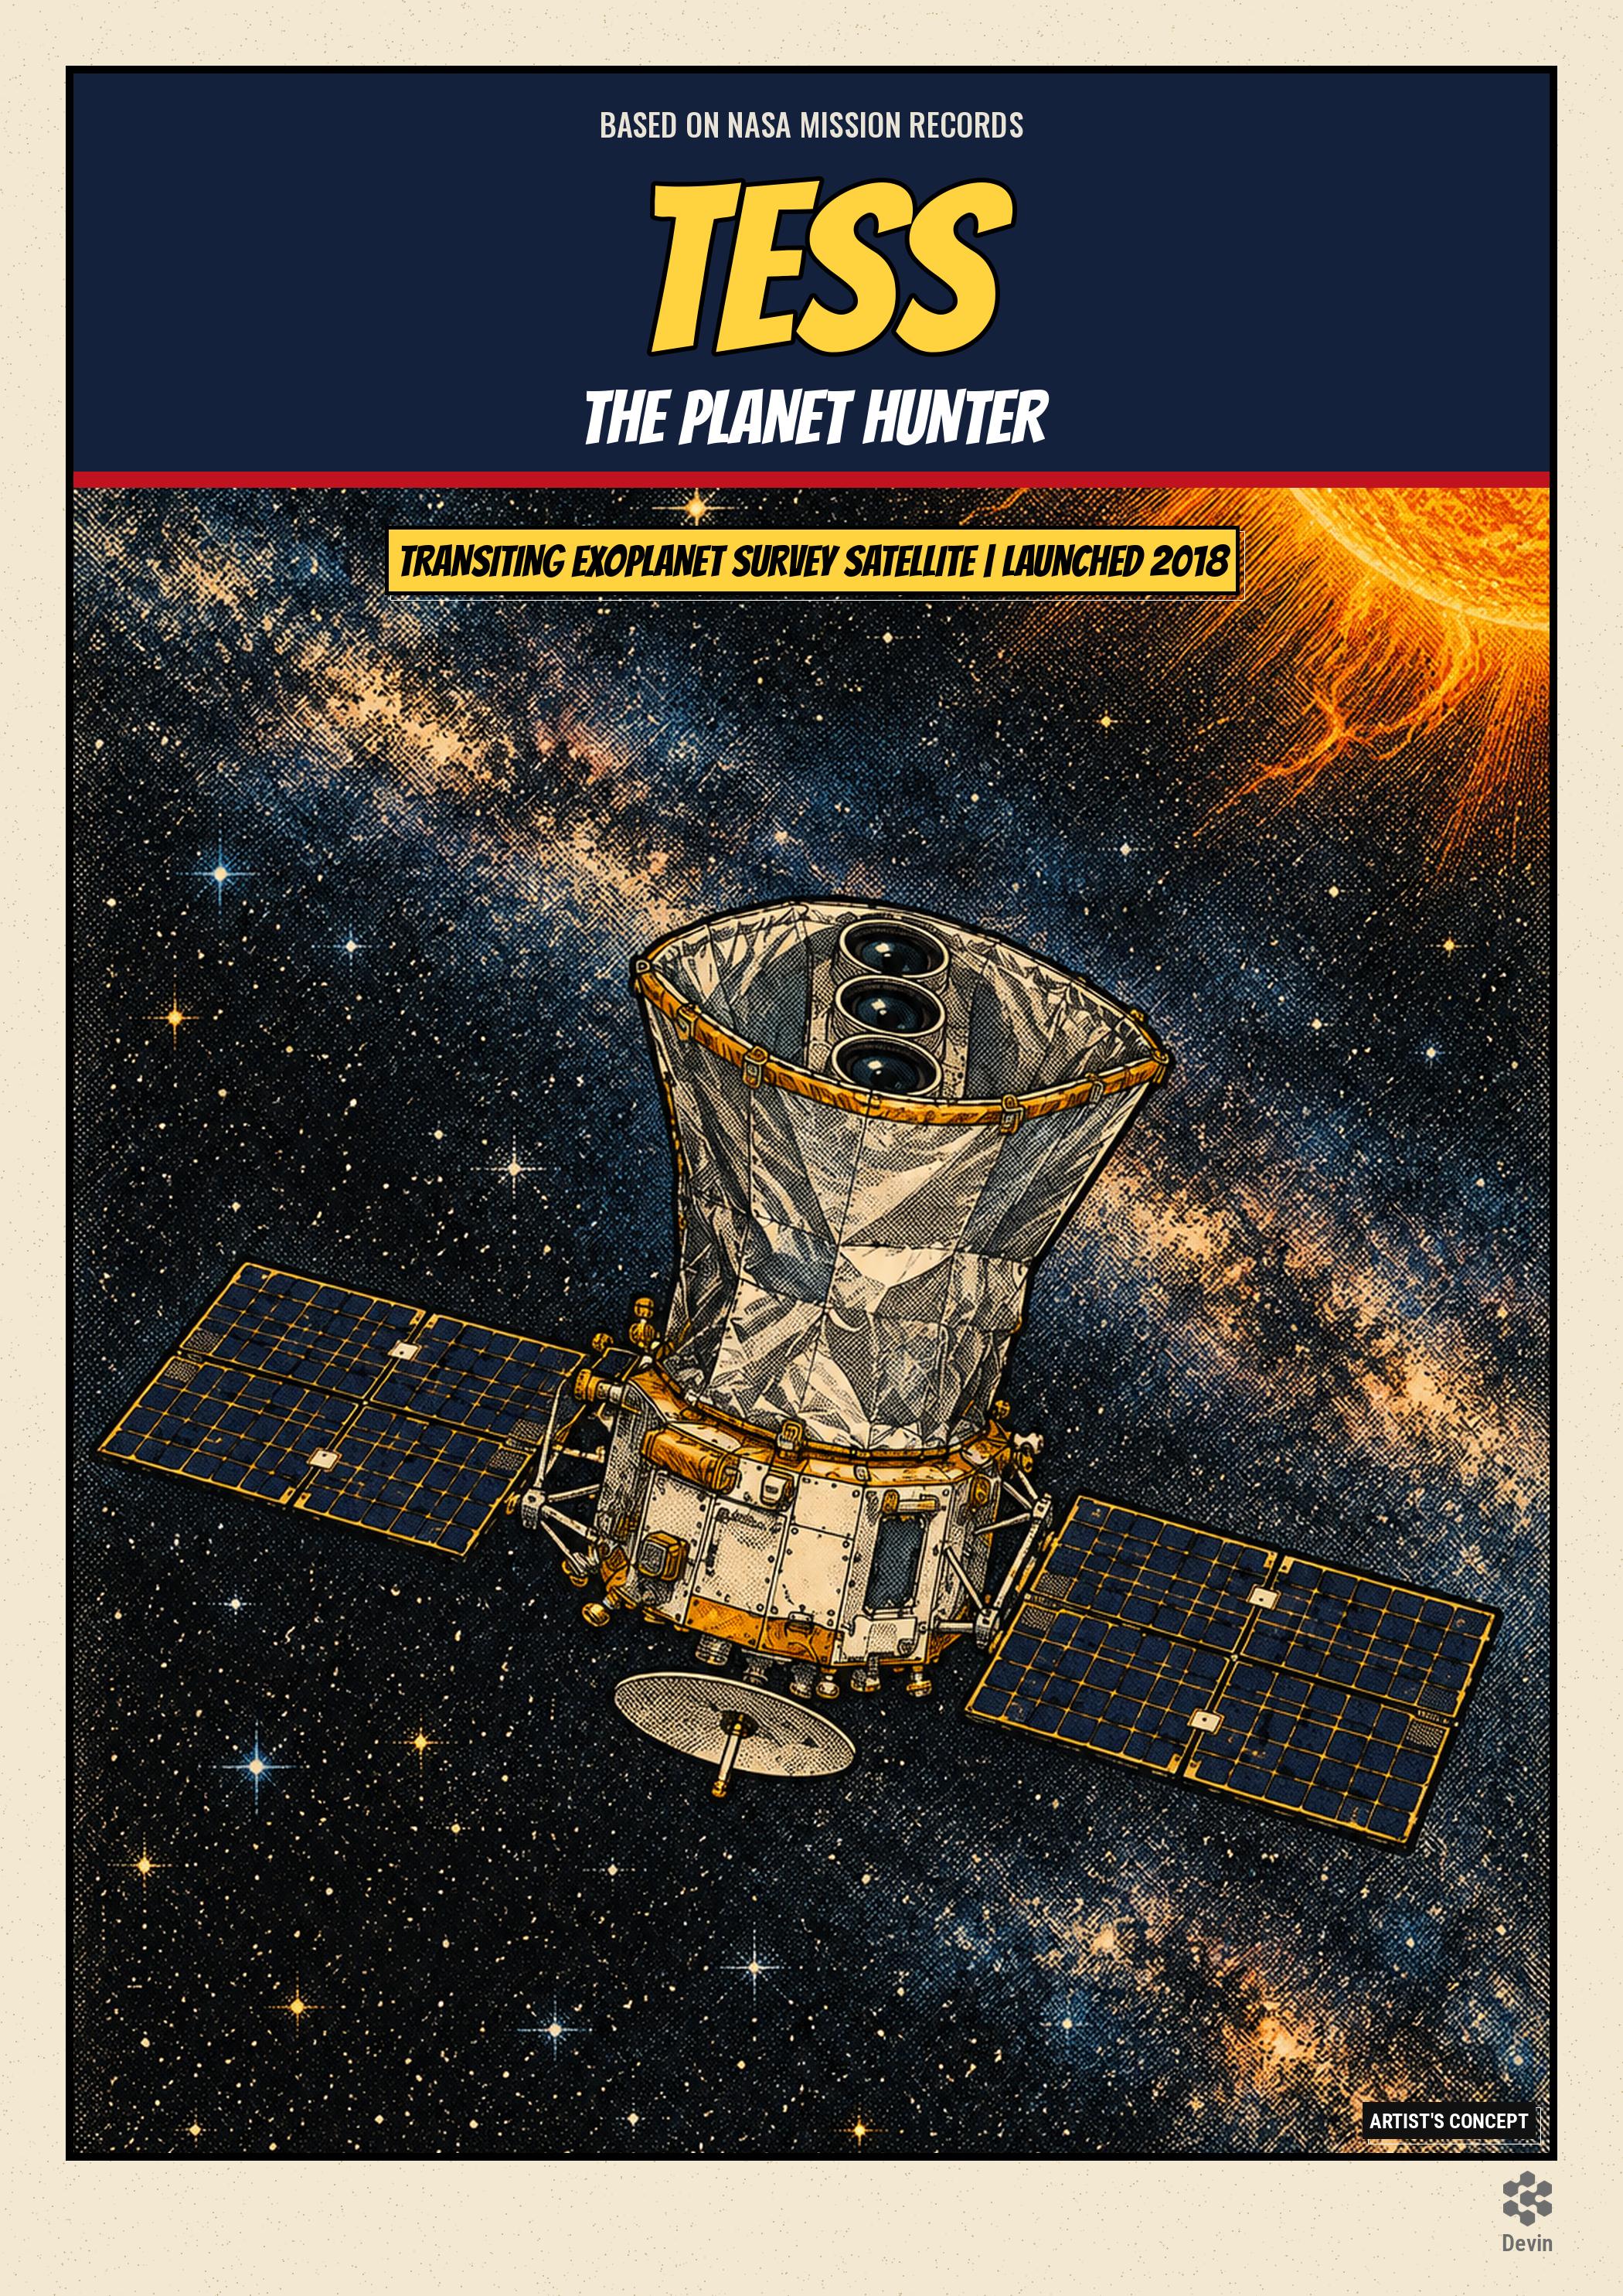 BASED ON NASA MISSION RECORDS
TESS
THE PLANET HUNTER
TRANSITING EXOPLANET SURVEY SATELLITE | LAUNCHED 2018
ARTIST'S CONCEPT
Devin